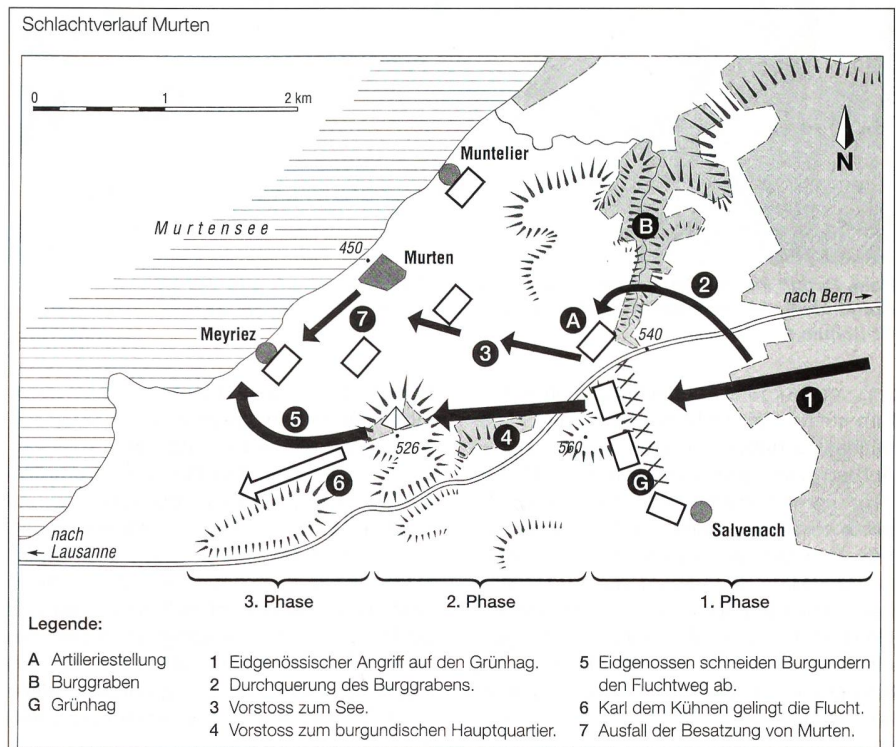 Schlachtverlauf Murten
0 1 2 km
N
Muntelier
B
Murtensee
450
Murten
2
nach Bern →
A
7
Meyriez
540
3
1
5
4
526
560
6
G
Salvenach
nach
← Lausanne
3. Phase 2. Phase 1. Phase
Legende:
A Artilleriestellung
B Burggraben
G Grünhag
1 Eidgenössischer Angriff auf den Grünhag.
2 Durchquerung des Burggrabens.
3 Vorstoss zum See.
4 Vorstoss zum burgundischen Hauptquartier.
5 Eidgenossen schneiden Burgundern
den Fluchtweg ab.
6 Karl dem Kühnen gelingt die Flucht.
7 Ausfall der Besatzung von Murten.